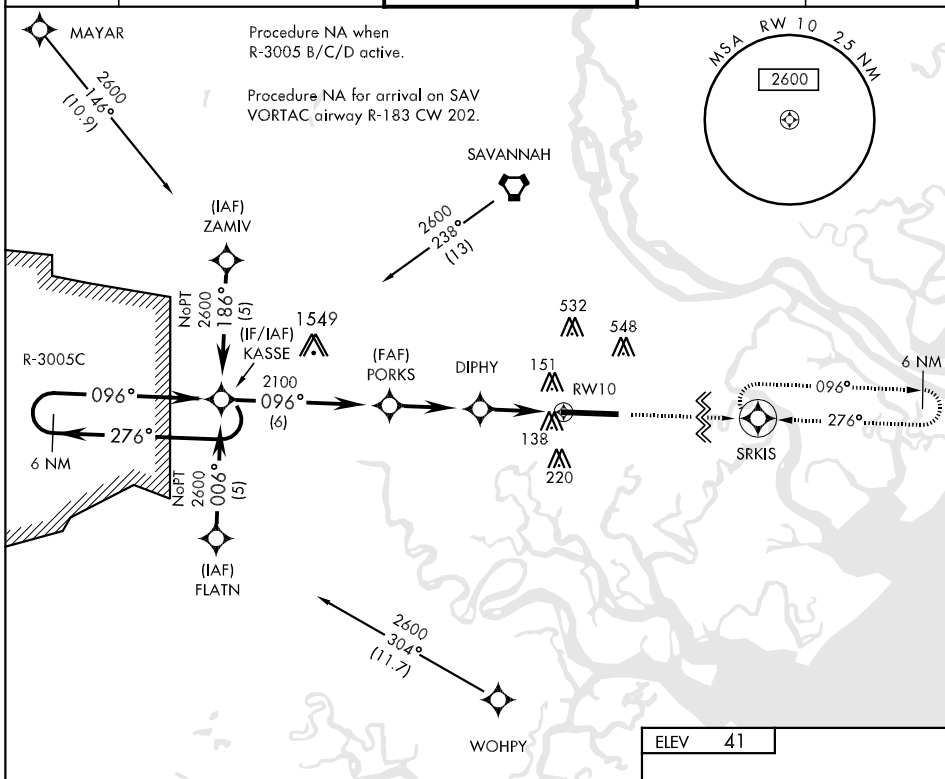 MAYAR
2600
146°
(10.9)
Procedure NA when
R-3005 B/C/D active.
Procedure NA for arrival on SAV
VORTAC airway R-183 CW 202.
MSA RW 10 25 NM
2600
SAVANNAH
2600
238°
(13)
(IAF)
ZAMIV
NoPT
2600
186°
(5)
(IF/IAF)
KASSE
1549
532
548
R-3005C
096°
276°
6 NM
2100
096°
(6)
(FAF)
PORKS
DIPHY
151
RW10
138
220
6 NM
096°
276°
SRKIS
NoPT
2600
006°
(5)
(IAF)
FLATN
2600
304°
(11.7)
WOHPY
ELEV 41